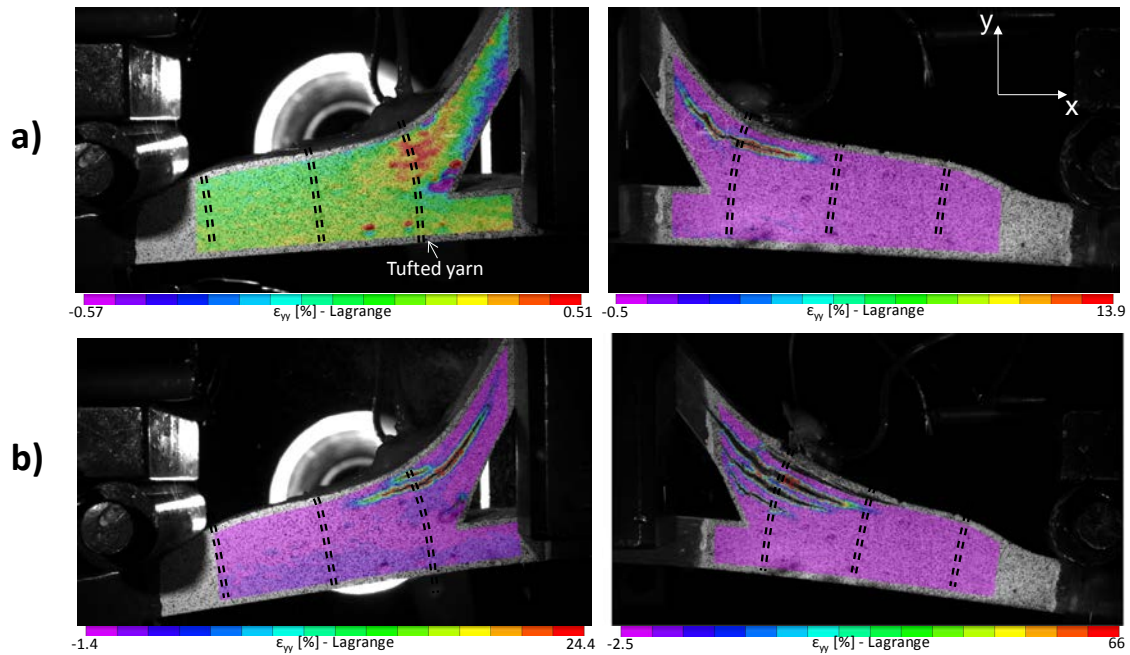 a)
y
x
Tufted yarn
-0.57 εyy [%] - Lagrange 0.51
-0.5 εyy [%] - Lagrange 13.9
b)
-1.4 εyy [%] - Lagrange 24.4
-2.5 εyy [%] - Lagrange 66